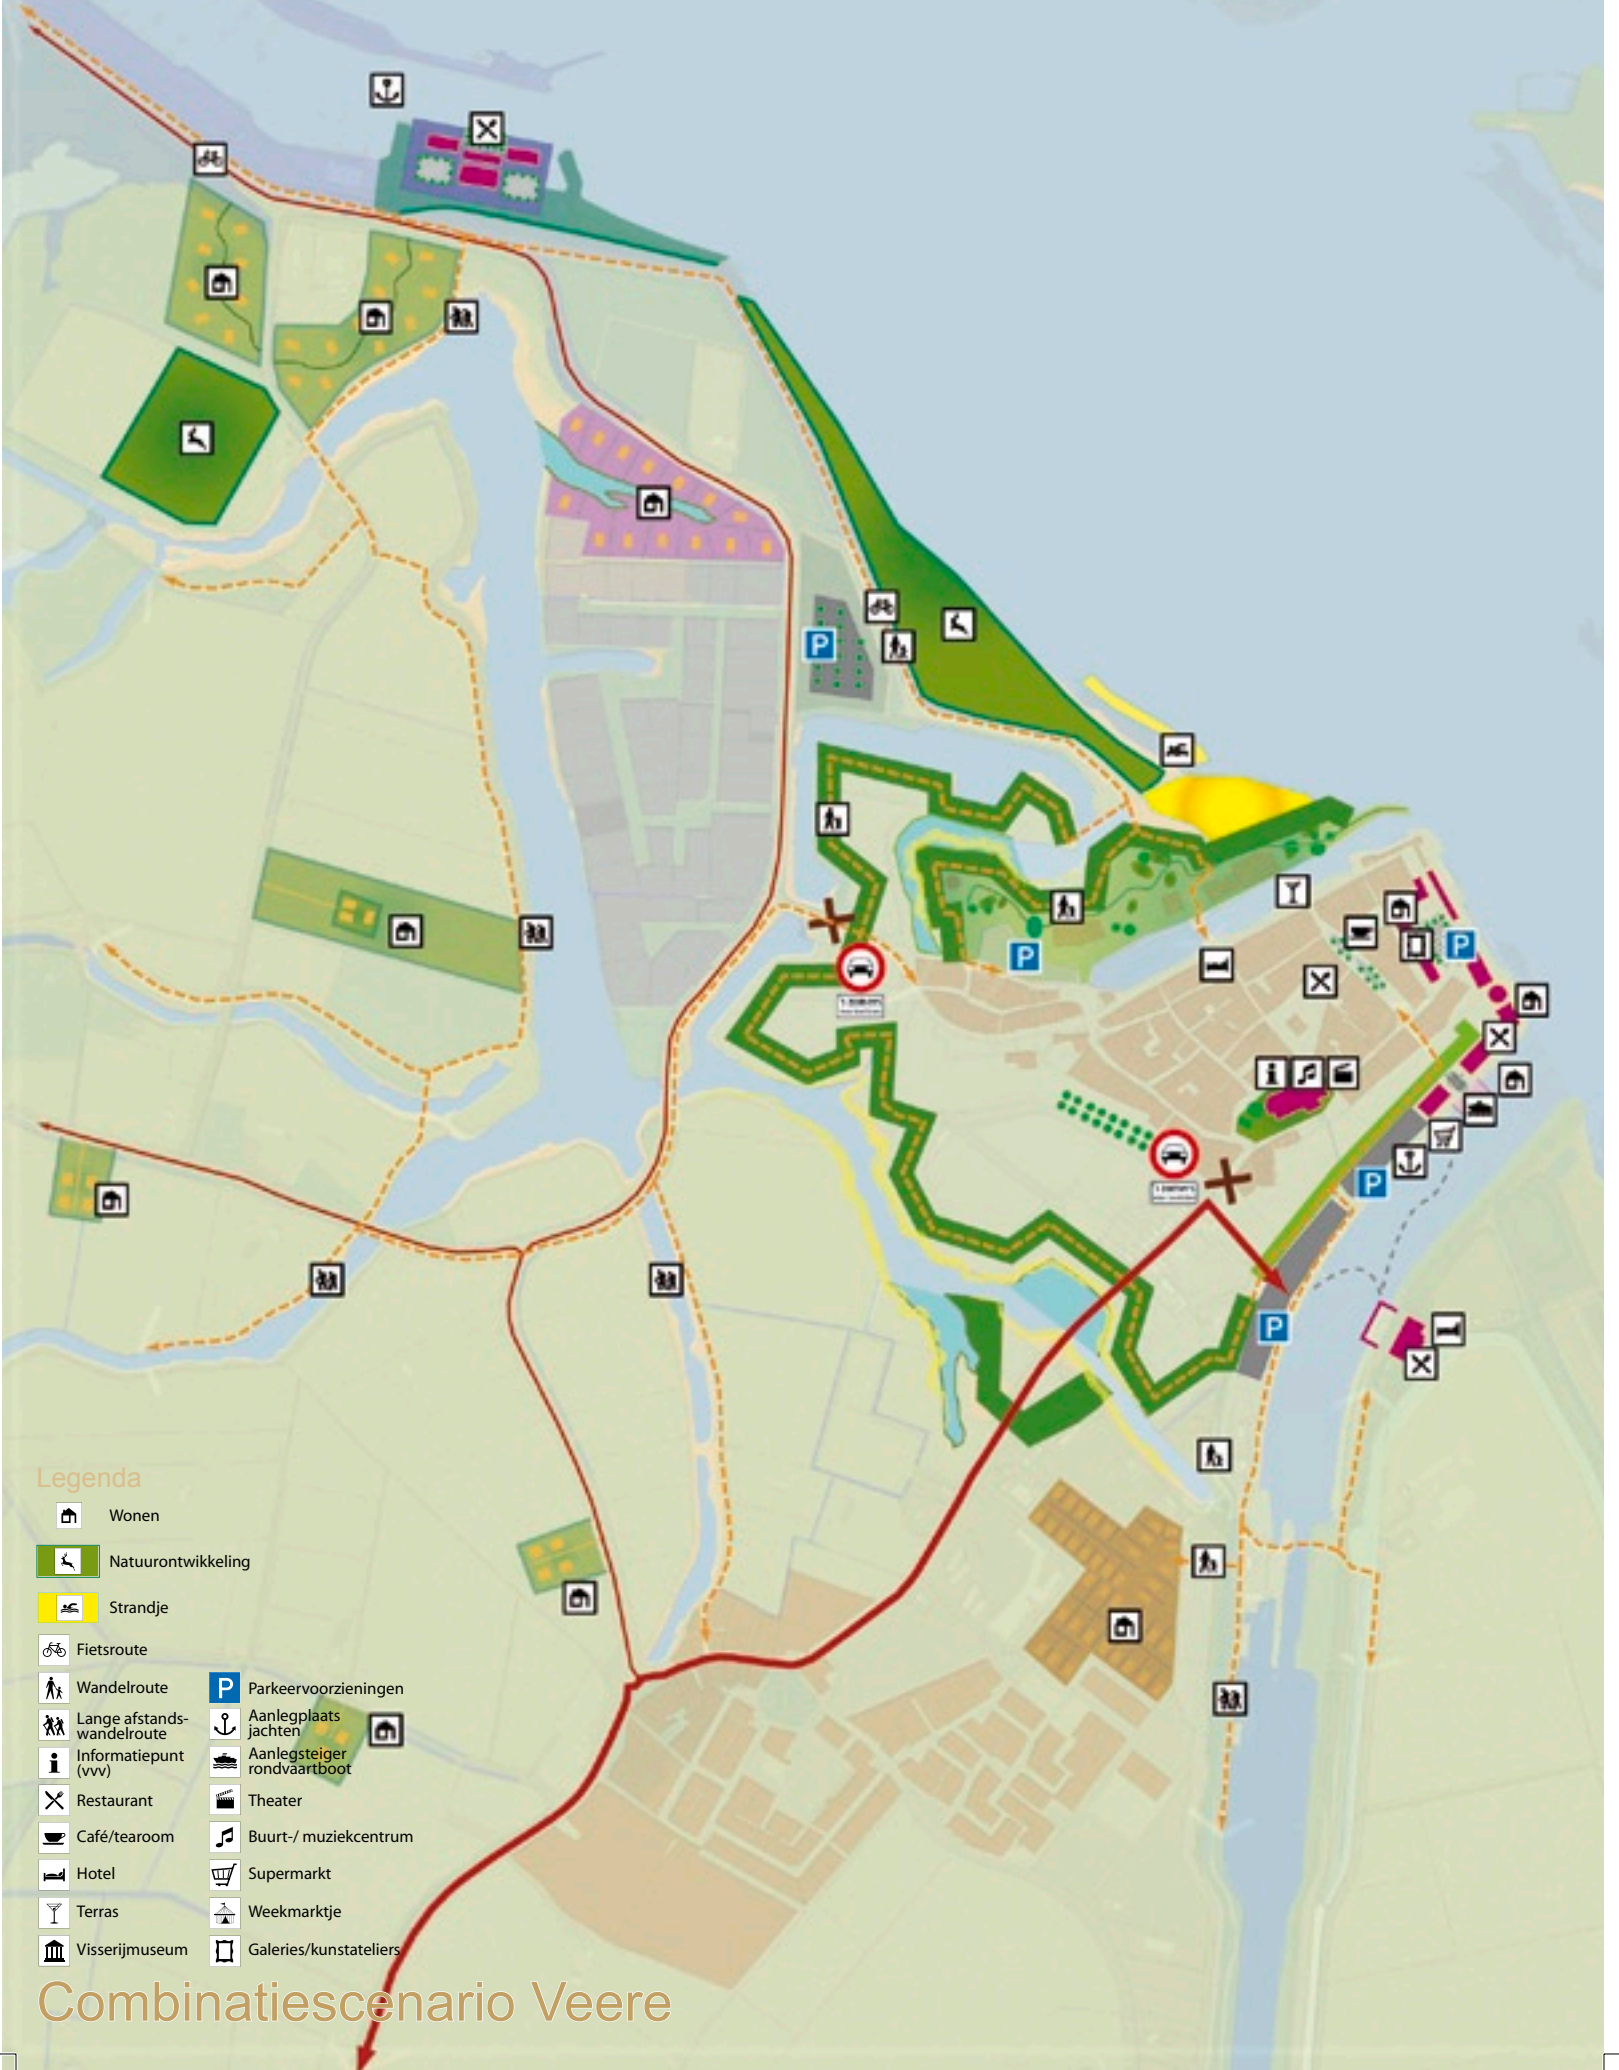 P
P
P
P
P
P
Legenda
Wonen
Natuurontwikkeling
Strandje
Fietsroute
Wandelroute
Lange afstands-
wandelroute
Informatiepunt
(vvv)
Restaurant
Café/tearoom
Hotel
Terras
Visserijmuseum
P Parkeervoorzieningen
Aanlegplaats
jachten
Aanlegsteiger
rondvaartboot
Theater
Buurt-/ muziekcentrum
Supermarkt
Weekmarktje
Galeries/kunstateliers
Combinatiescenario Veere